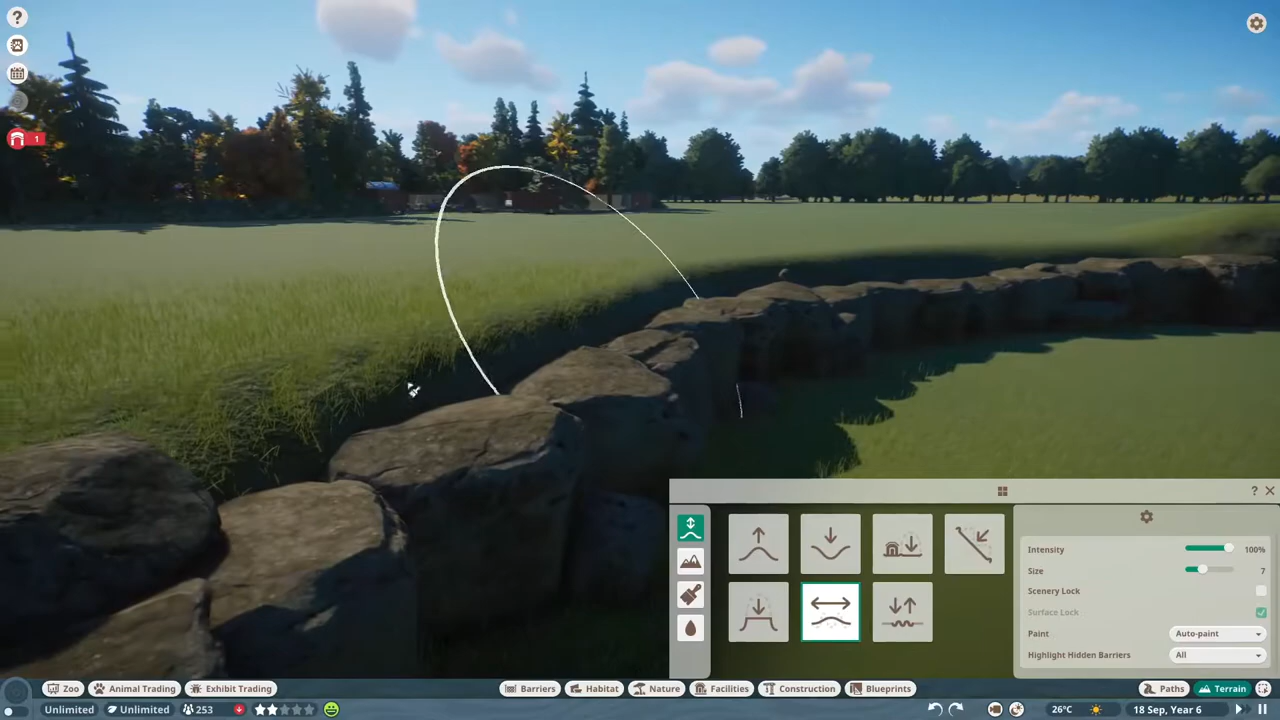 ?
1
?
Intensity 100%
Size 7
Scenery Lock
Surface Lock
Paint Auto-paint
Highlight Hidden Barriers All
Zoo Animal Trading Exhibit Trading Barriers Habitat Nature Facilities Construction Blueprints Paths Terrain
Unlimited Unlimited 253 26°C 18 Sep, Year 6